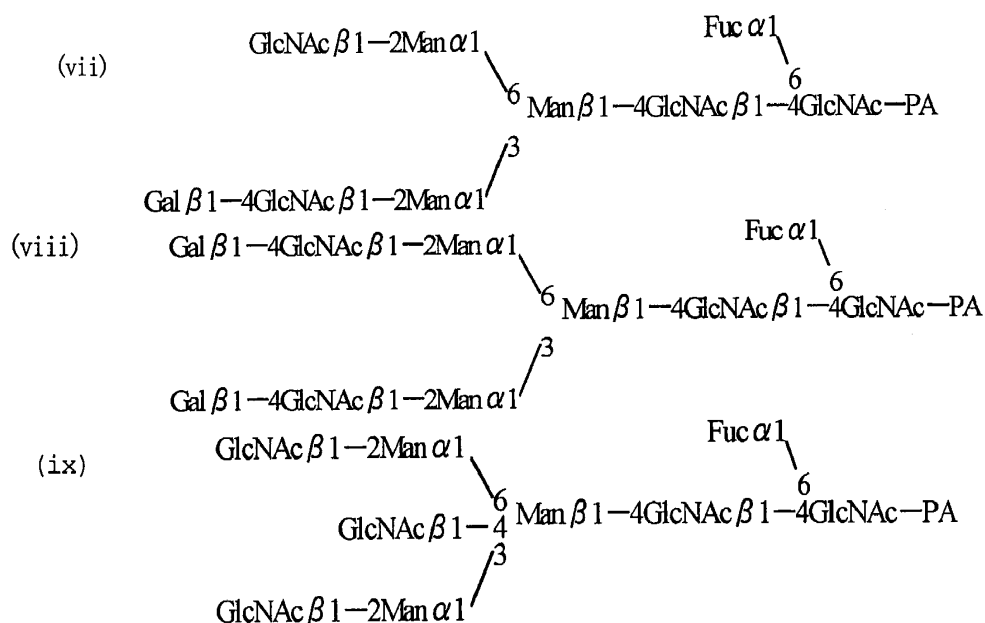 Fuc α1
GlcNAc β1—2Man α1
(vii)
6
6 Man β1—4GlcNAc β1—4GlcNAc—PA
3
Gal β1—4GlcNAc β1—2Man α1
Fuc α1
(viii) Gal β1—4GlcNAc β1—2Man α1
6
6 Man β1—4GlcNAc β1—4GlcNAc—PA
3
Gal β1—4GlcNAc β1—2Man α1
Fuc α1
GlcNAc β1—2Man α1
(ix)
6 6
Man β1—4GlcNAc β1—4GlcNAc—PA
GlcNAc β1—4
3
GlcNAc β1—2Man α1